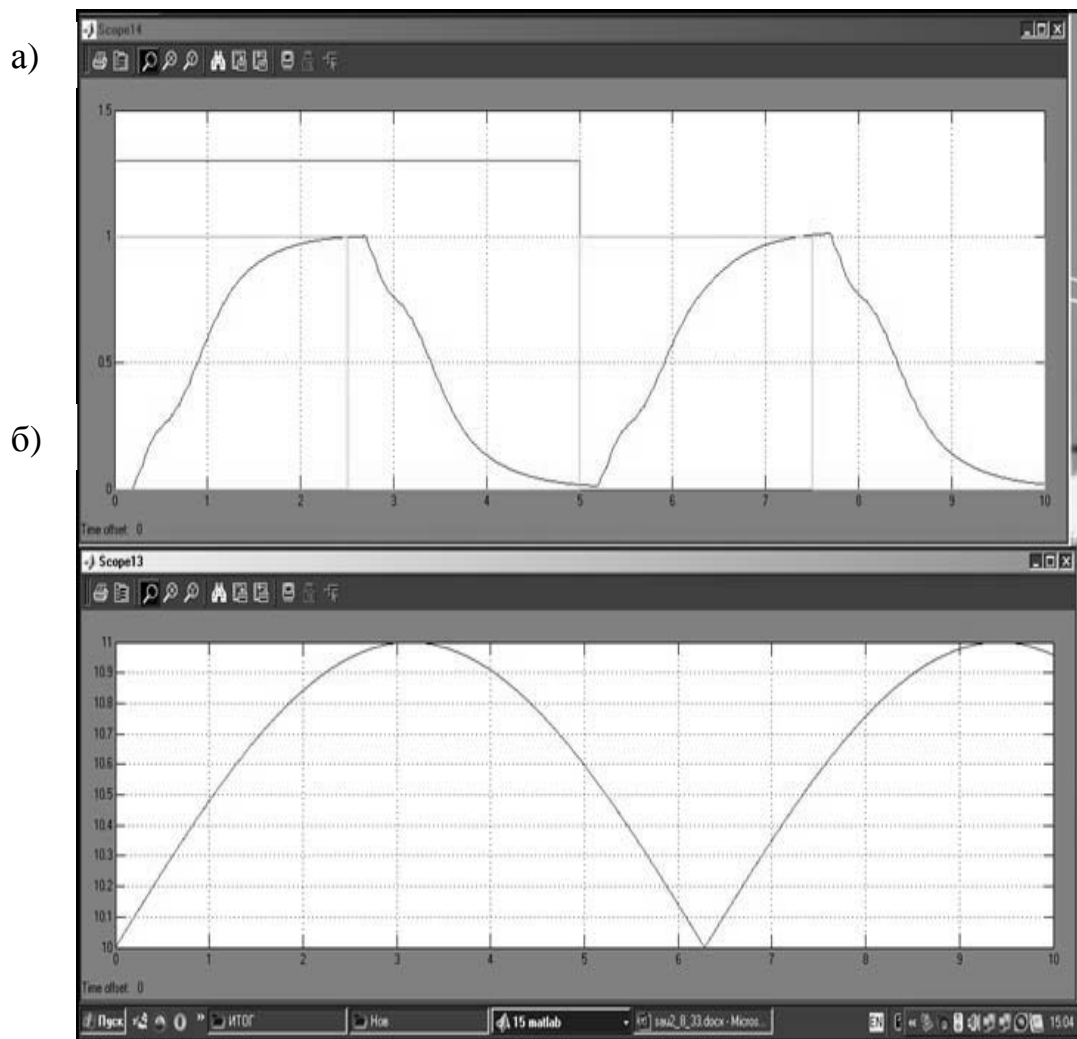 а)
Scope14
1.5
1
0.5
0
0 1 2 3 4 5 6 7 8 9 10
Time offset: 0
б)
Scope13
11
10.9
10.8
10.7
10.6
10.5
10.4
10.3
10.2
10.1
10
0 1 2 3 4 5 6 7 8 9 10
Time offset: 0
Пуск » ИТОГ Нов 15 matlab sau2_8_33.docx - Micros... EN « 15:04